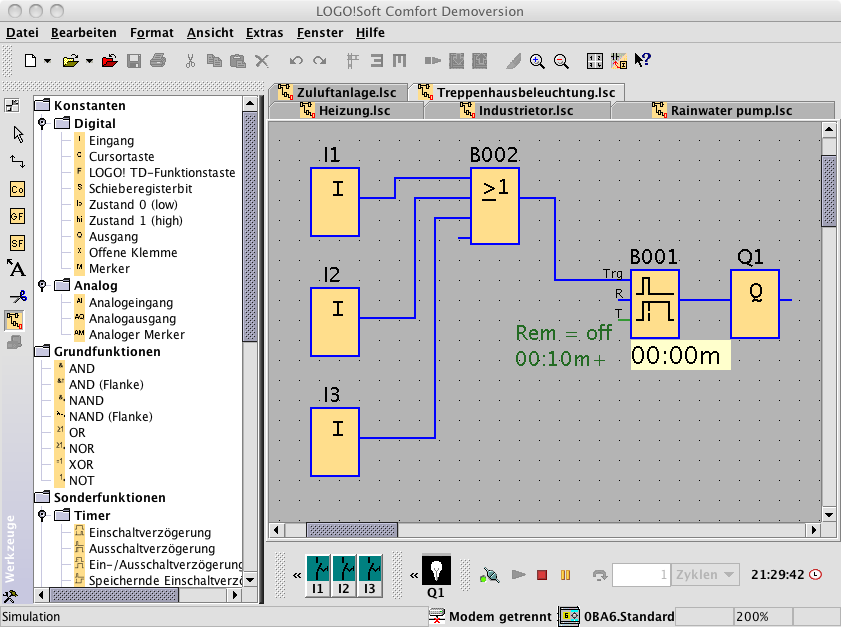 LOGO!Soft Comfort Demoversion
Datei Bearbeiten Format Ansicht Extras Fenster Hilfe
Zuluftanlage.lsc Treppenhausbeleuchtung.lsc
Heizung.lsc Industrietor.lsc Rainwater pump.lsc
Konstanten
Digital
Eingang
Cursortaste
LOGO! TD-Funktionstaste
Schieberegisterbit
Zustand 0 (low)
Zustand 1 (high)
Ausgang
Offene Klemme
Merker
Analog
Analogeingang
Analogausgang
Analoger Merker
Grundfunktionen
AND
AND (Flanke)
NAND
NAND (Flanke)
OR
NOR
XOR
NOT
Sonderfunktionen
Timer
Einschaltverzögerung
Ausschaltverzögerung
Ein-/Ausschaltverzögerung
Speichernde Einschaltverzö
Werkzeuge
Co
GF
SF
I1
I
B002
≥1
I2
I
I3
I
B001
Trg
R
T
Rem = off
00:10m+
00:00m
Q1
Q
« I1 I2 I3 « Q1
1 Zyklen 21:29:42
Simulation Modem getrennt 0BA6.Standard 200%